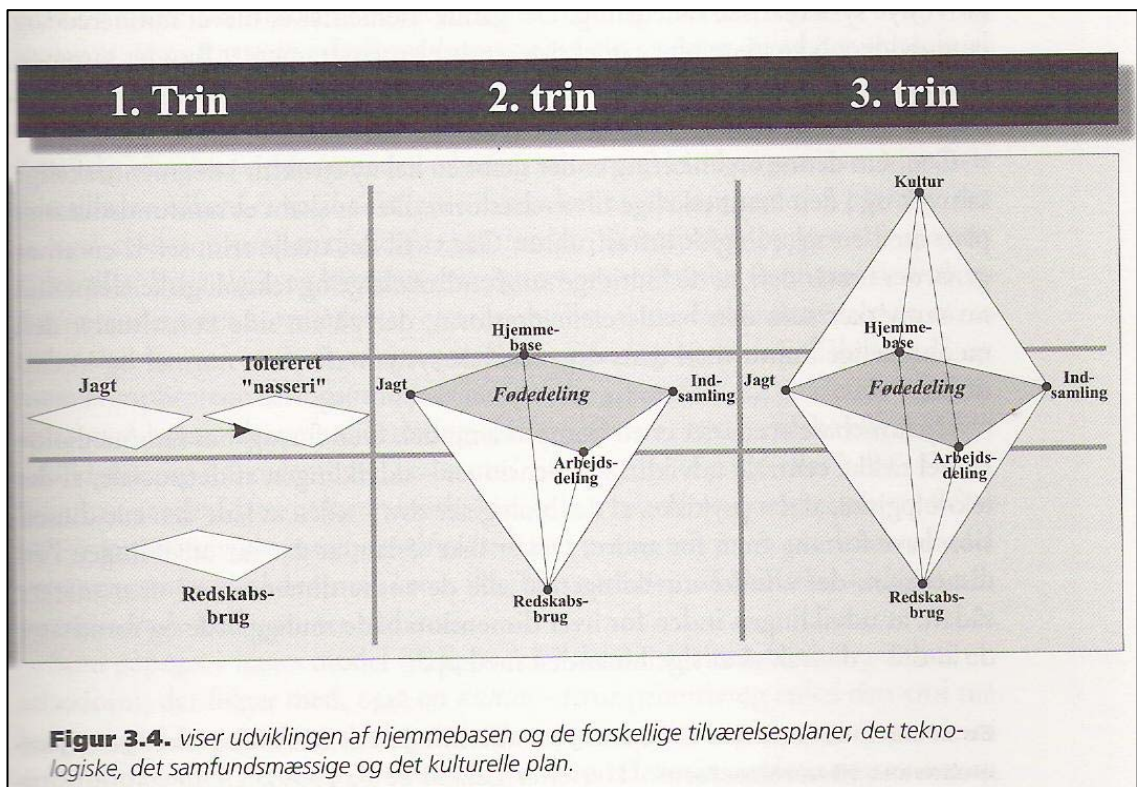 1. Trin
2. trin
3. trin
Jagt
Tolereret
"nasseri"
Redskabs-
brug
Hjemme-
base
Jagt
Fødedeling
Ind-
samling
Arbejds-
deling
Redskabs-
brug
Kultur
Hjemme-
base
Jagt
Fødedeling
Ind-
samling
Arbejds-
deling
Redskabs-
brug
Figur 3.4. viser udviklingen af hjemmebasen og de forskellige tilværelsesplaner, det tekno-
logiske, det samfundsmæssige og det kulturelle plan.